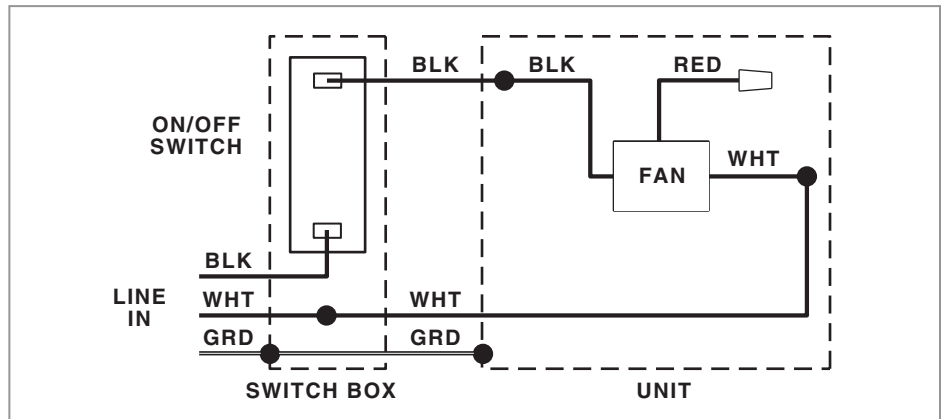 BLK
BLK
RED
ON/OFF
SWITCH
FAN
WHT
BLK
LINE
IN
WHT
WHT
GRD
GRD
SWITCH BOX
UNIT